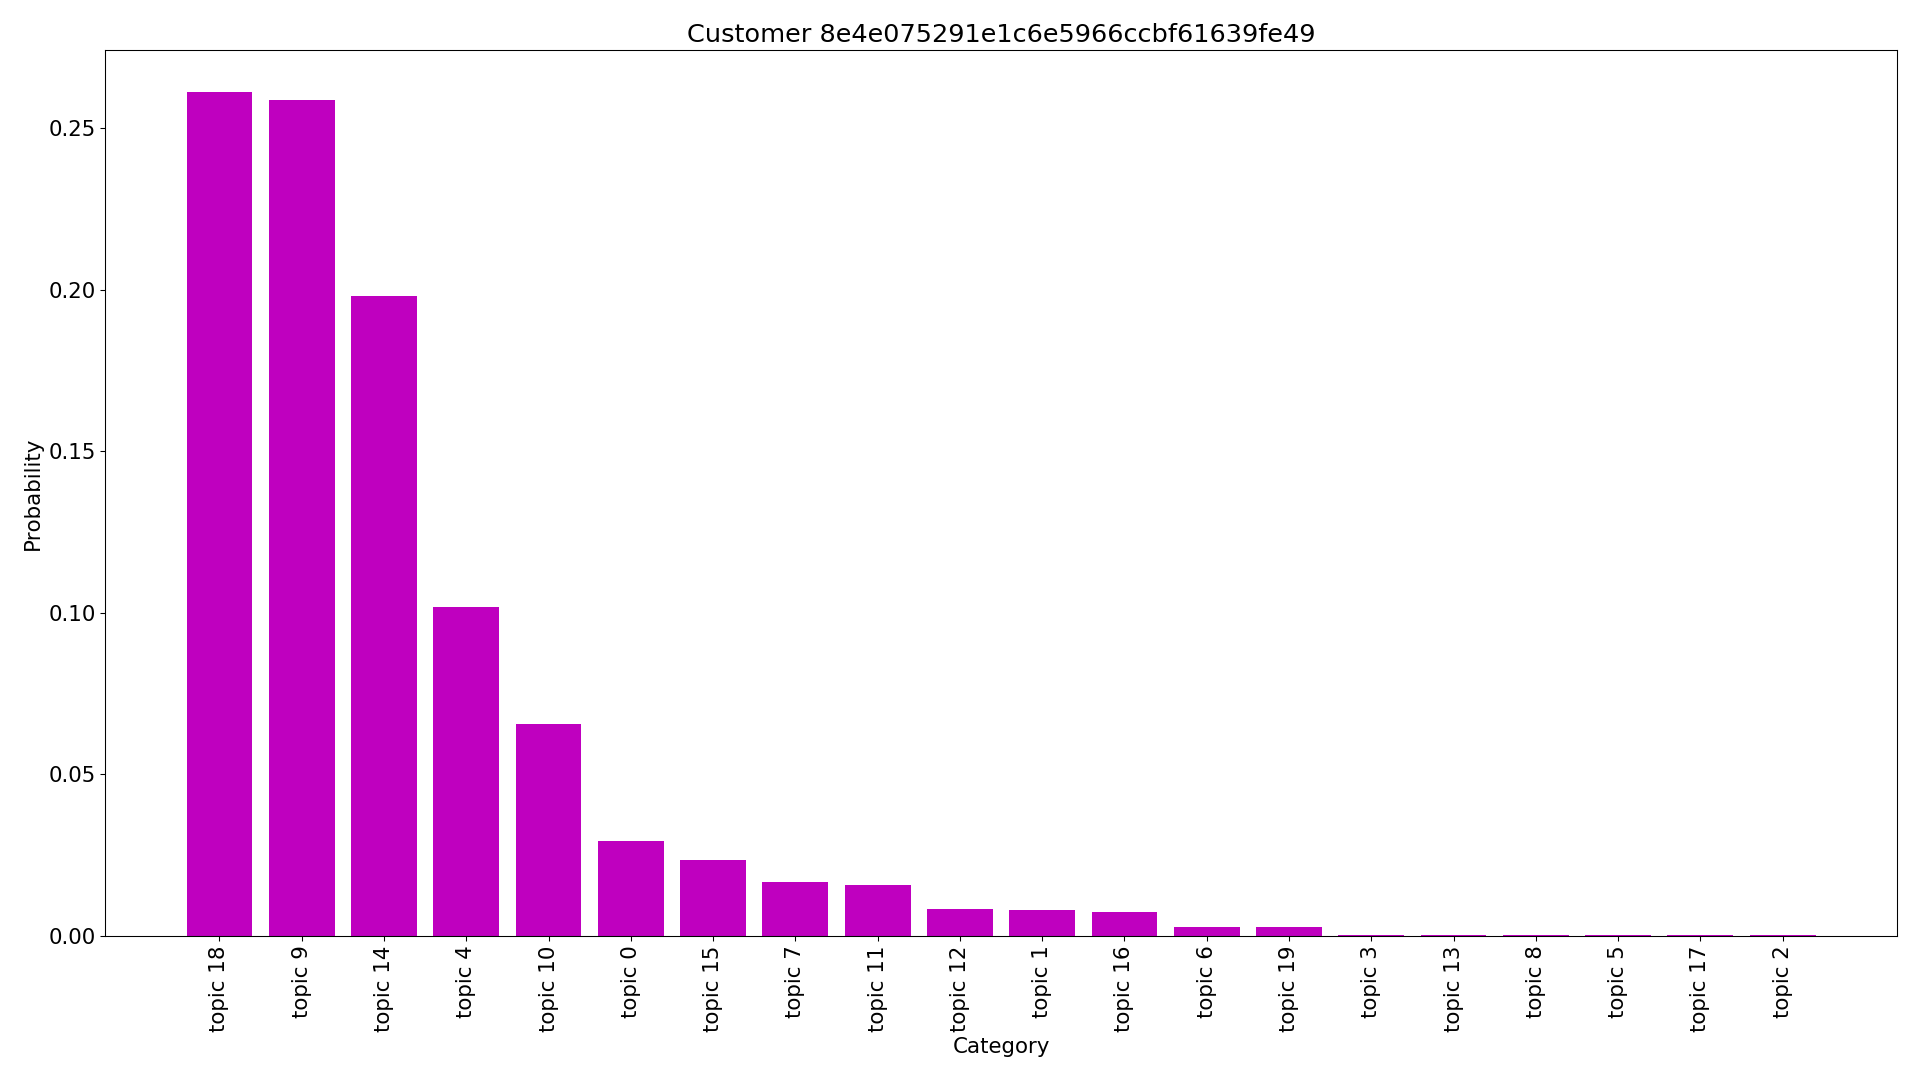 Customer 8e4e075291e1c6e5966ccbf61639fe49
Probability
0.25
0.20
0.15
0.10
0.05
0.00
topic 18
topic 9
topic 14
topic 4
topic 10
topic 0
topic 15
topic 7
topic 11
topic 12
topic 1
topic 16
topic 6
topic 19
topic 3
topic 13
topic 8
topic 5
topic 17
topic 2
Category